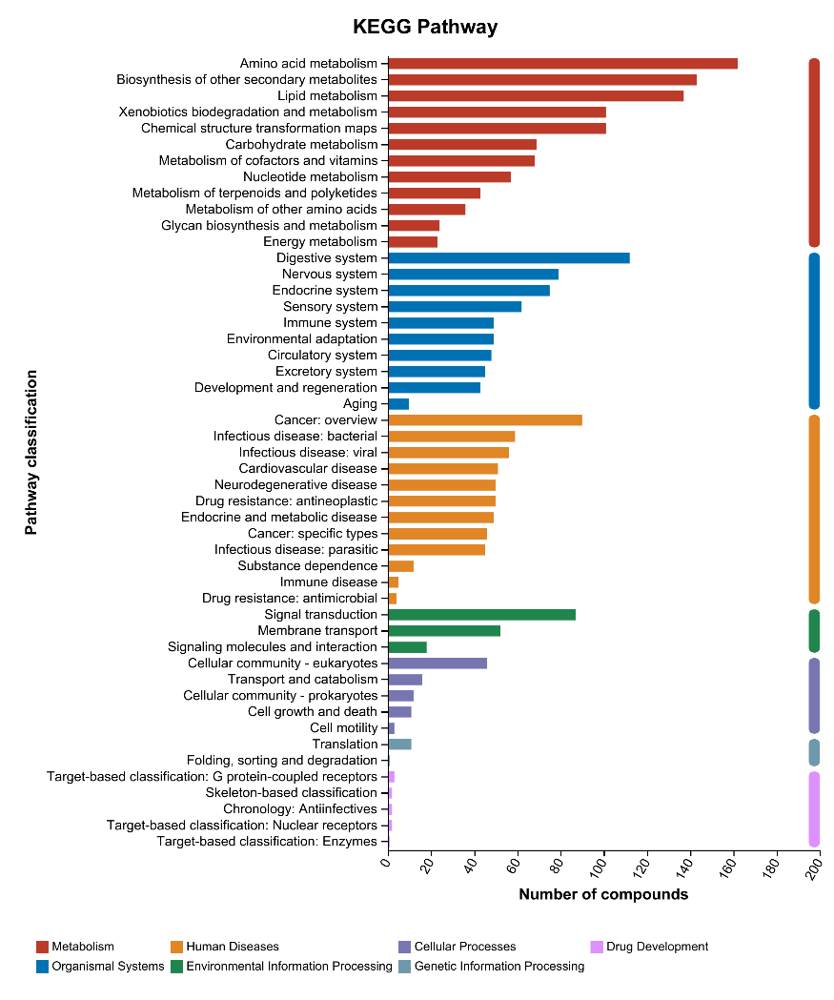 KEGG Pathway
Amino acid metabolism
Biosynthesis of other secondary metabolites
Lipid metabolism
Xenobiotics biodegradation and metabolism
Chemical structure transformation maps
Carbohydrate metabolism
Metabolism of cofactors and vitamins
Nucleotide metabolism
Metabolism of terpenoids and polyketides
Metabolism of other amino acids
Glycan biosynthesis and metabolism
Energy metabolism
Digestive system
Nervous system
Endocrine system
Sensory system
Immune system
Environmental adaptation
Circulatory system
Excretory system
Development and regeneration
Aging
Cancer: overview
Infectious disease: bacterial
Infectious disease: viral
Cardiovascular disease
Neurodegenerative disease
Drug resistance: antineoplastic
Endocrine and metabolic disease
Cancer: specific types
Infectious disease: parasitic
Substance dependence
Immune disease
Drug resistance: antimicrobial
Signal transduction
Membrane transport
Signaling molecules and interaction
Cellular community - eukaryotes
Transport and catabolism
Cellular community - prokaryotes
Cell growth and death
Cell motility
Translation
Folding, sorting and degradation
Target-based classification: G protein-coupled receptors
Skeleton-based classification
Chronology: Antiinfectives
Target-based classification: Nuclear receptors
Target-based classification: Enzymes
Pathway classification
0 20 40 60 80 100 120 140 160 180 200
Number of compounds
Metabolism Human Diseases Cellular Processes Drug Development
Organismal Systems Environmental Information Processing Genetic Information Processing